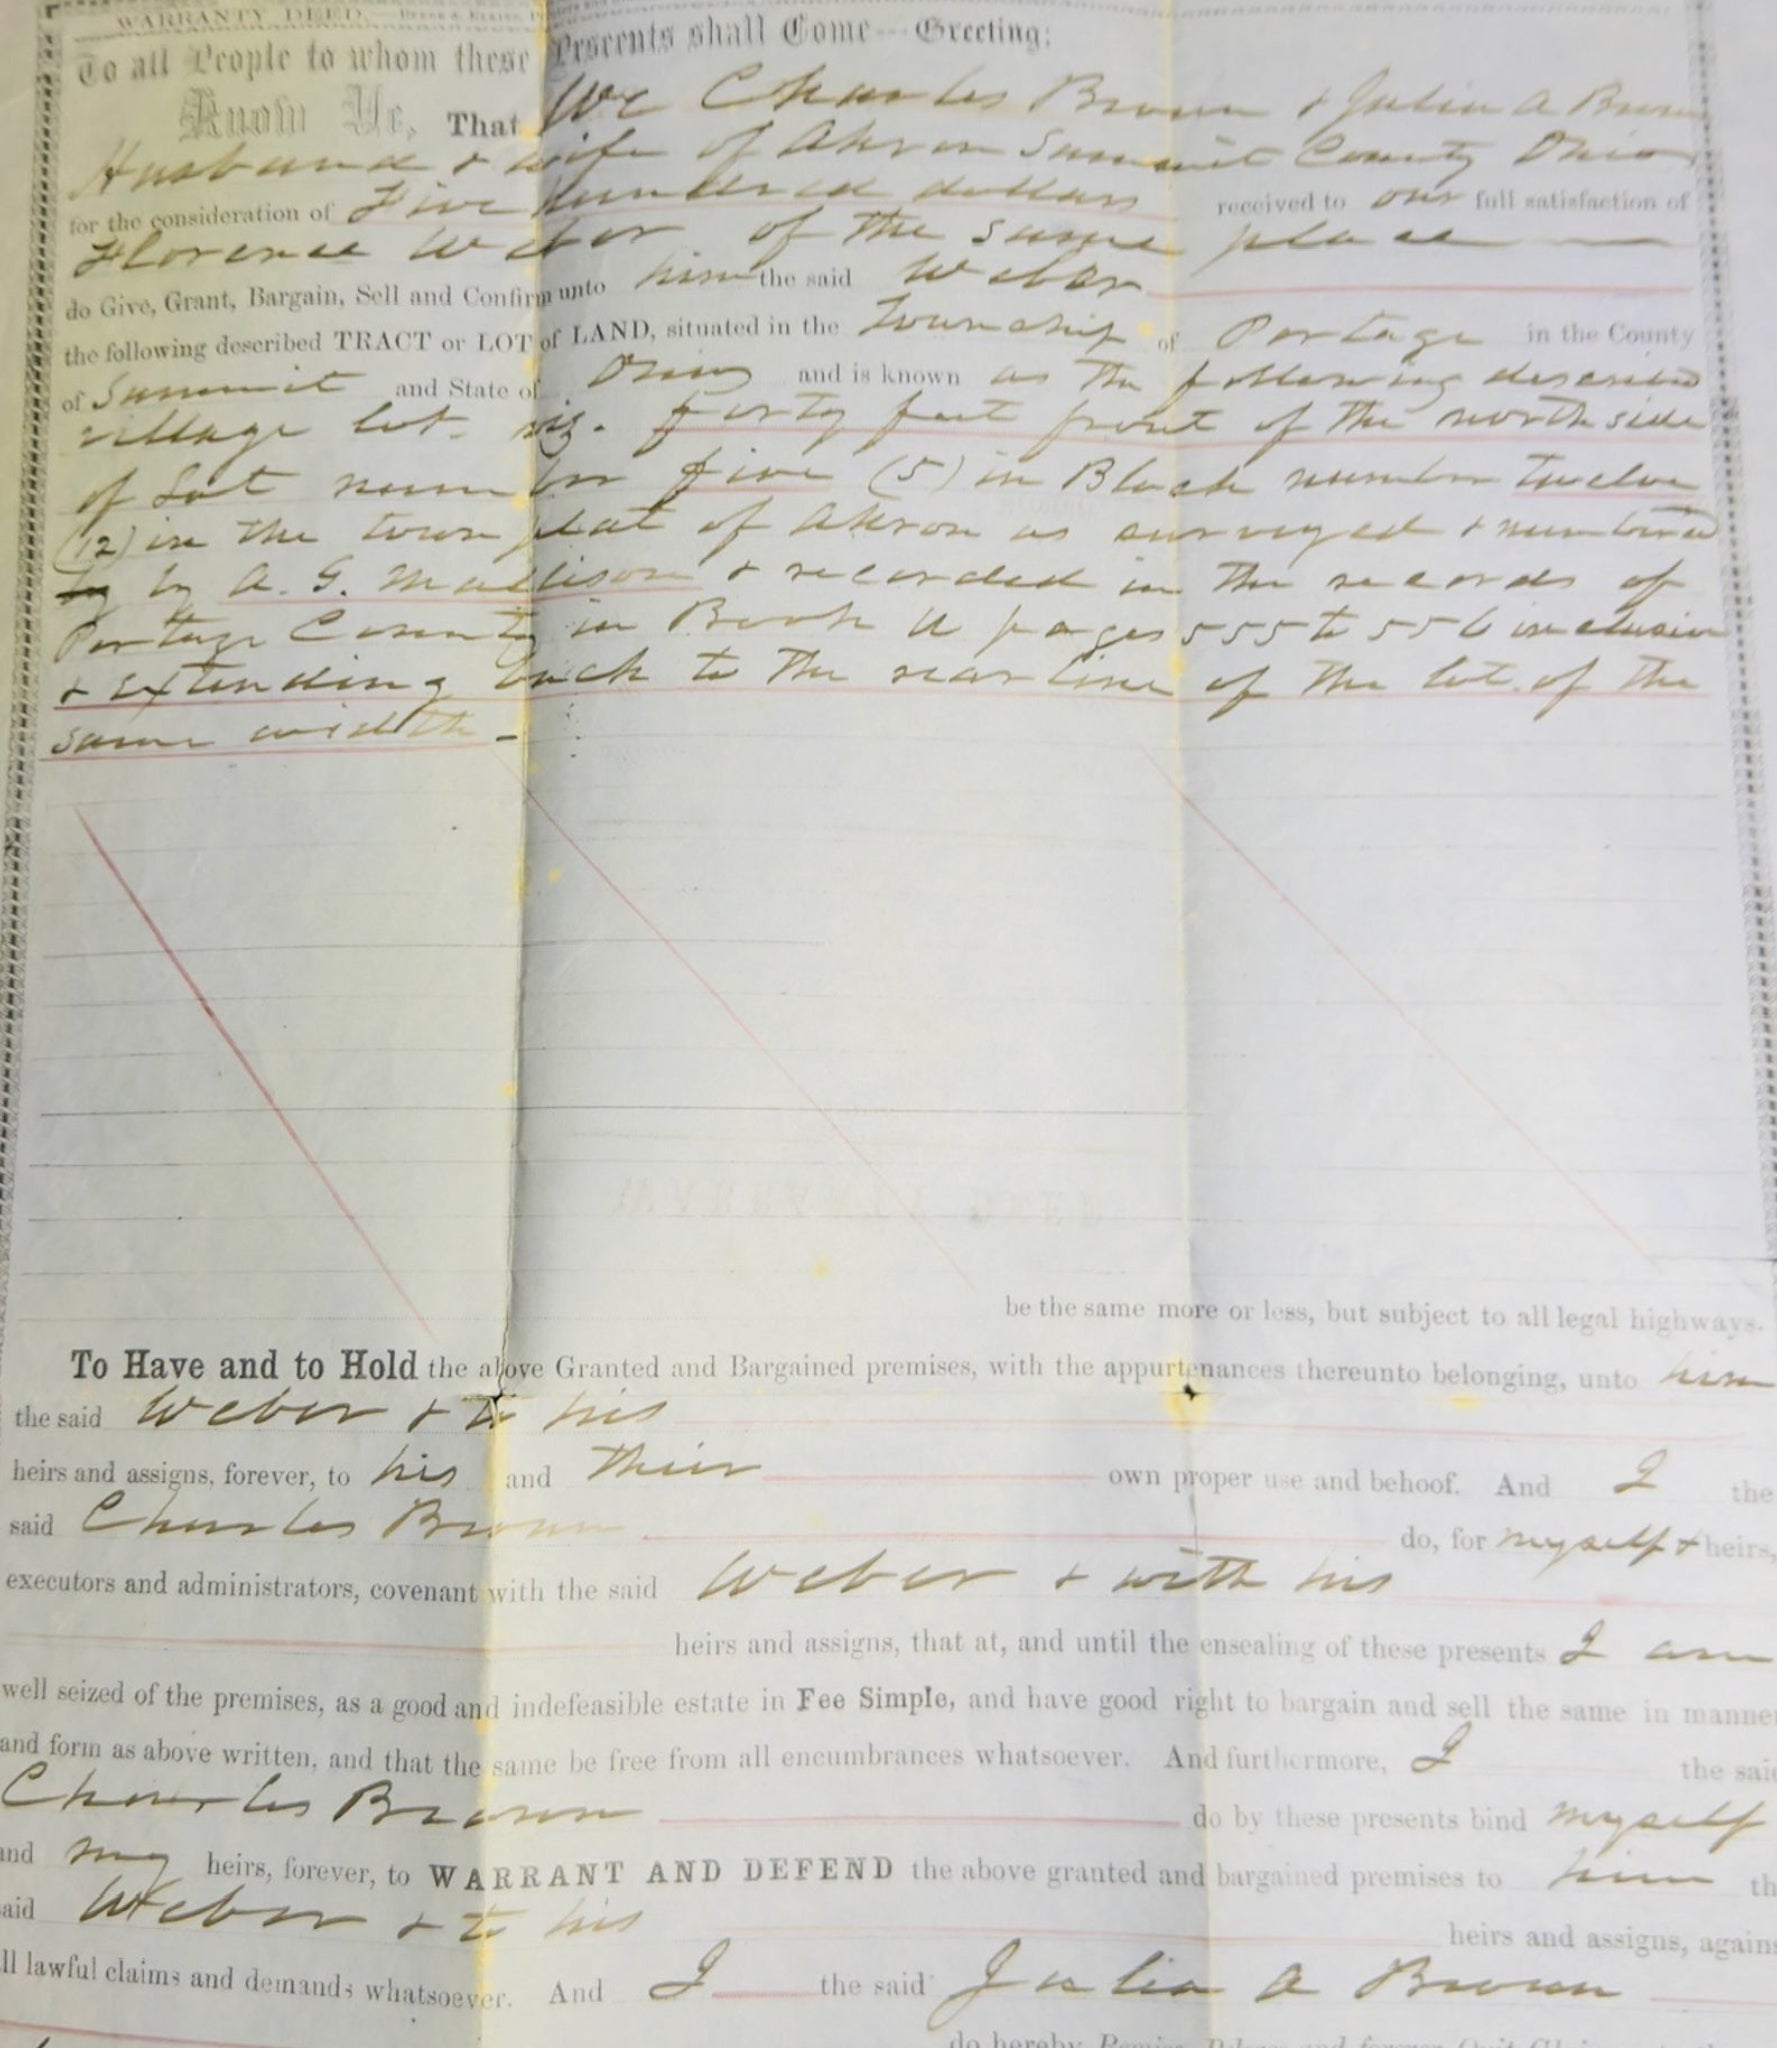 WARRANTY DEED,
To all People to whom these Presents shall Come---Greeting:
Know Ye, That We Charles Brown & Julia A Brown
Husband & wife of Akron Summit County Ohio
for the consideration of Five hundred dollars received to our full satisfaction of
Florence Weber of the same place
do Give, Grant, Bargain, Sell and Confirm unto him the said Weber
the following described TRACT or LOT of LAND, situated in the Township of Portage in the County
of Summit and State of Ohio and is known as the following described
village lot. viz. Forty feet front of the north side
of Lot number five (5) in Block number twelve
(12) in the town plat of Akron as surveyed & numbered
by by A. G. Mallison & recorded in the records of
Portage County in Book pages 555 to 556 inclusive
& extending back to the rear line of the lot of the
same width -
WARRANTY DEED
be the same more or less, but subject to all legal highways.
To Have and to Hold the above Granted and Bargained premises, with the appurtenances thereunto belonging, unto him
the said Weber & to his
heirs and assigns, forever, to his and their own proper use and behoof. And I the
said Charles Brown do, for myself & heirs,
executors and administrators, covenant with the said Weber & with his
heirs and assigns, that at, and until the ensealing of these presents I am
well seized of the premises, as a good and indefeasible estate in Fee Simple, and have good right to bargain and sell the same in manner
and form as above written, and that the same be free from all encumbrances whatsoever. And furthermore, I the said
Charles Brown do by these presents bind myself
and my heirs, forever, to WARRANT AND DEFEND the above granted and bargained premises to him th
said Weber & to his heirs and assigns, agains
ll lawful claims and demands whatsoever. And I the said Julia A Brown
do hereby Remise, Release and forever Quit Claim